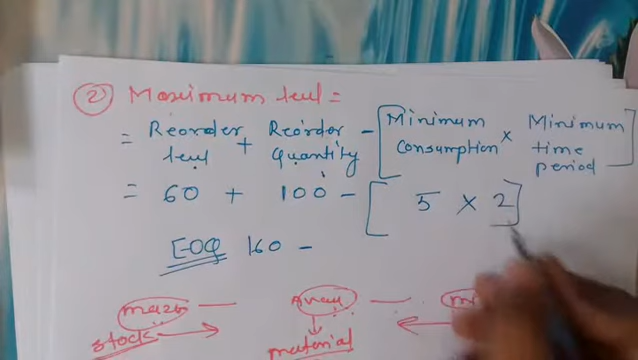 ② Maximum level =
= Reorder level + Reorder quantity - [Minimum consumption × Minimum time period]
= 60 + 100 - [ 5 × 2 ]
EOQ 160 -
stock
material